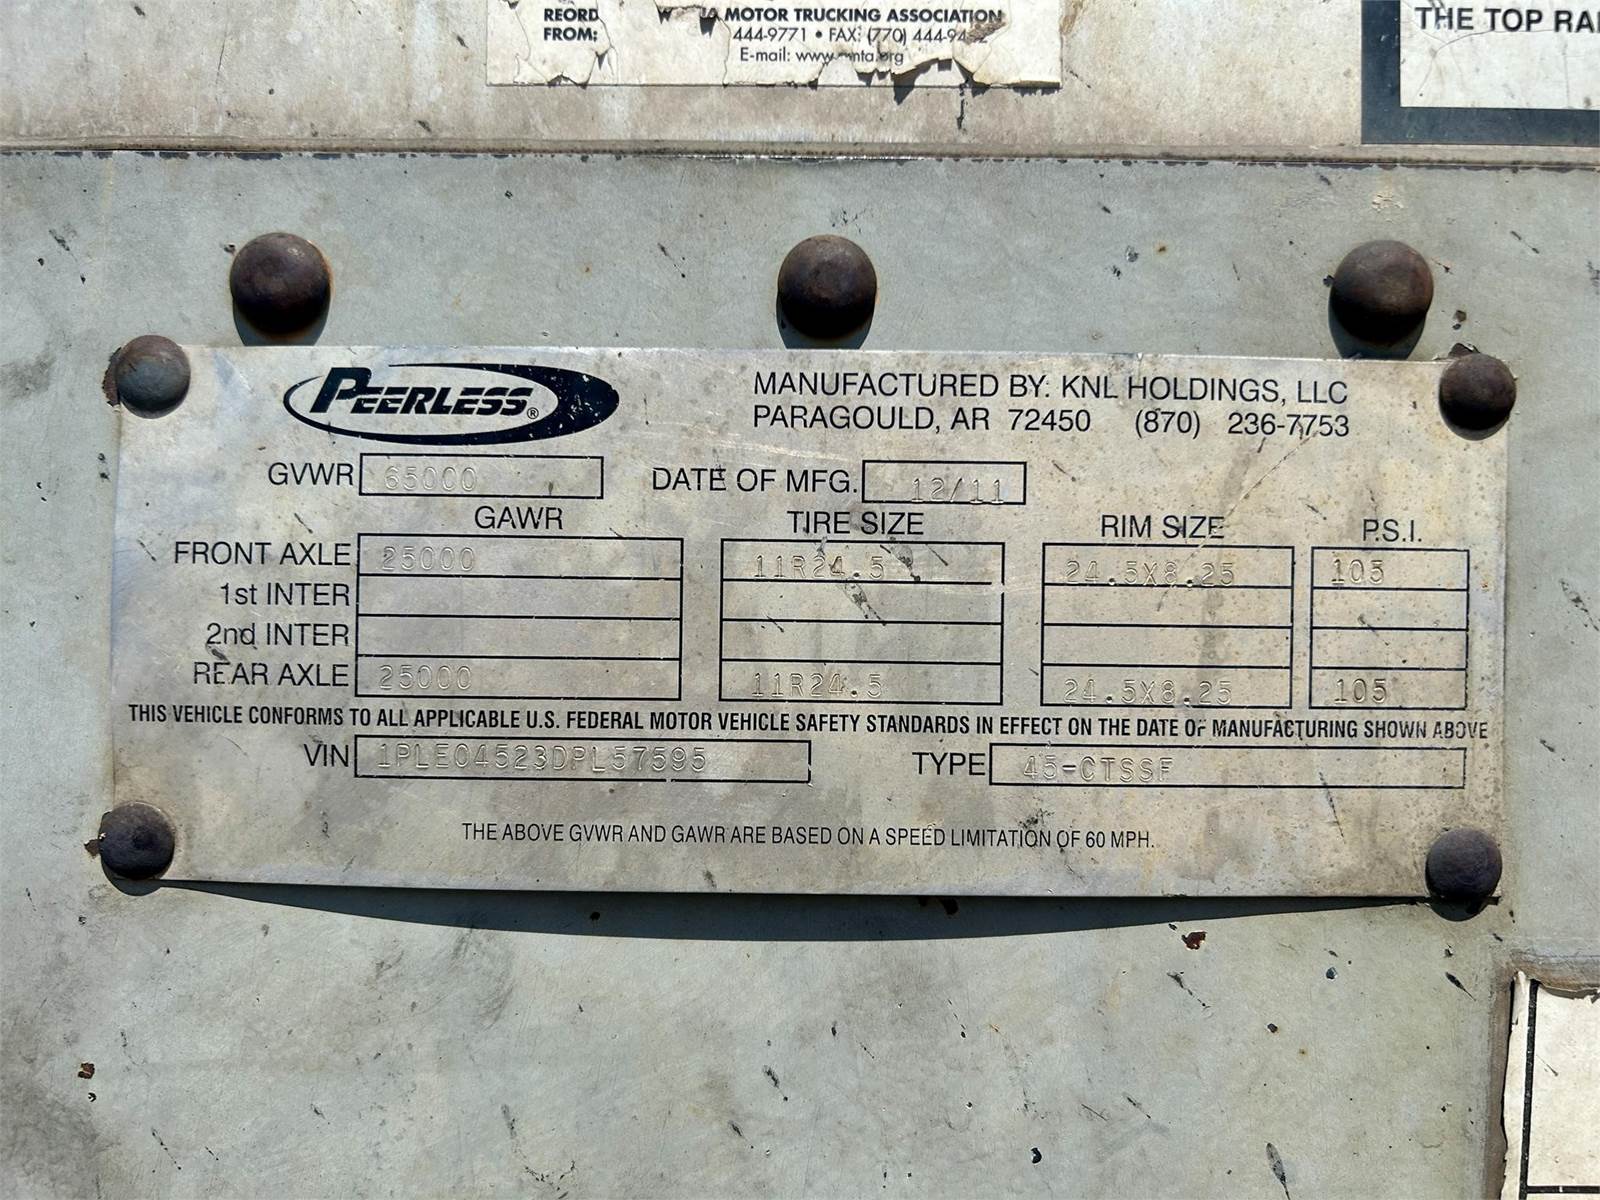 REORD
MOTOR TRUCKING ASSOCIATION
FROM:
444-9771 • FAX: (770) 444-9
E-mail: www
THE TOP RA
PEERLESS®
MANUFACTURED BY: KNL HOLDINGS, LLC
PARAGOULD, AR 72450 (870) 236-7753
GVWR 65000 DATE OF MFG. 12/11
GAWR TIRE SIZE RIM SIZE P.S.I.
FRONT AXLE 25000 11R24.5 24.5X8.25 105
1st INTER
2nd INTER
REAR AXLE 25000 11R24.5 24.5X8.25 105
THIS VEHICLE CONFORMS TO ALL APPLICABLE U.S. FEDERAL MOTOR VEHICLE SAFETY STANDARDS IN EFFECT ON THE DATE OF MANUFACTURING SHOWN ABOVE
VIN 1PLE04523DPL57595 TYPE 45-CTSSF
THE ABOVE GVWR AND GAWR ARE BASED ON A SPEED LIMITATION OF 60 MPH.